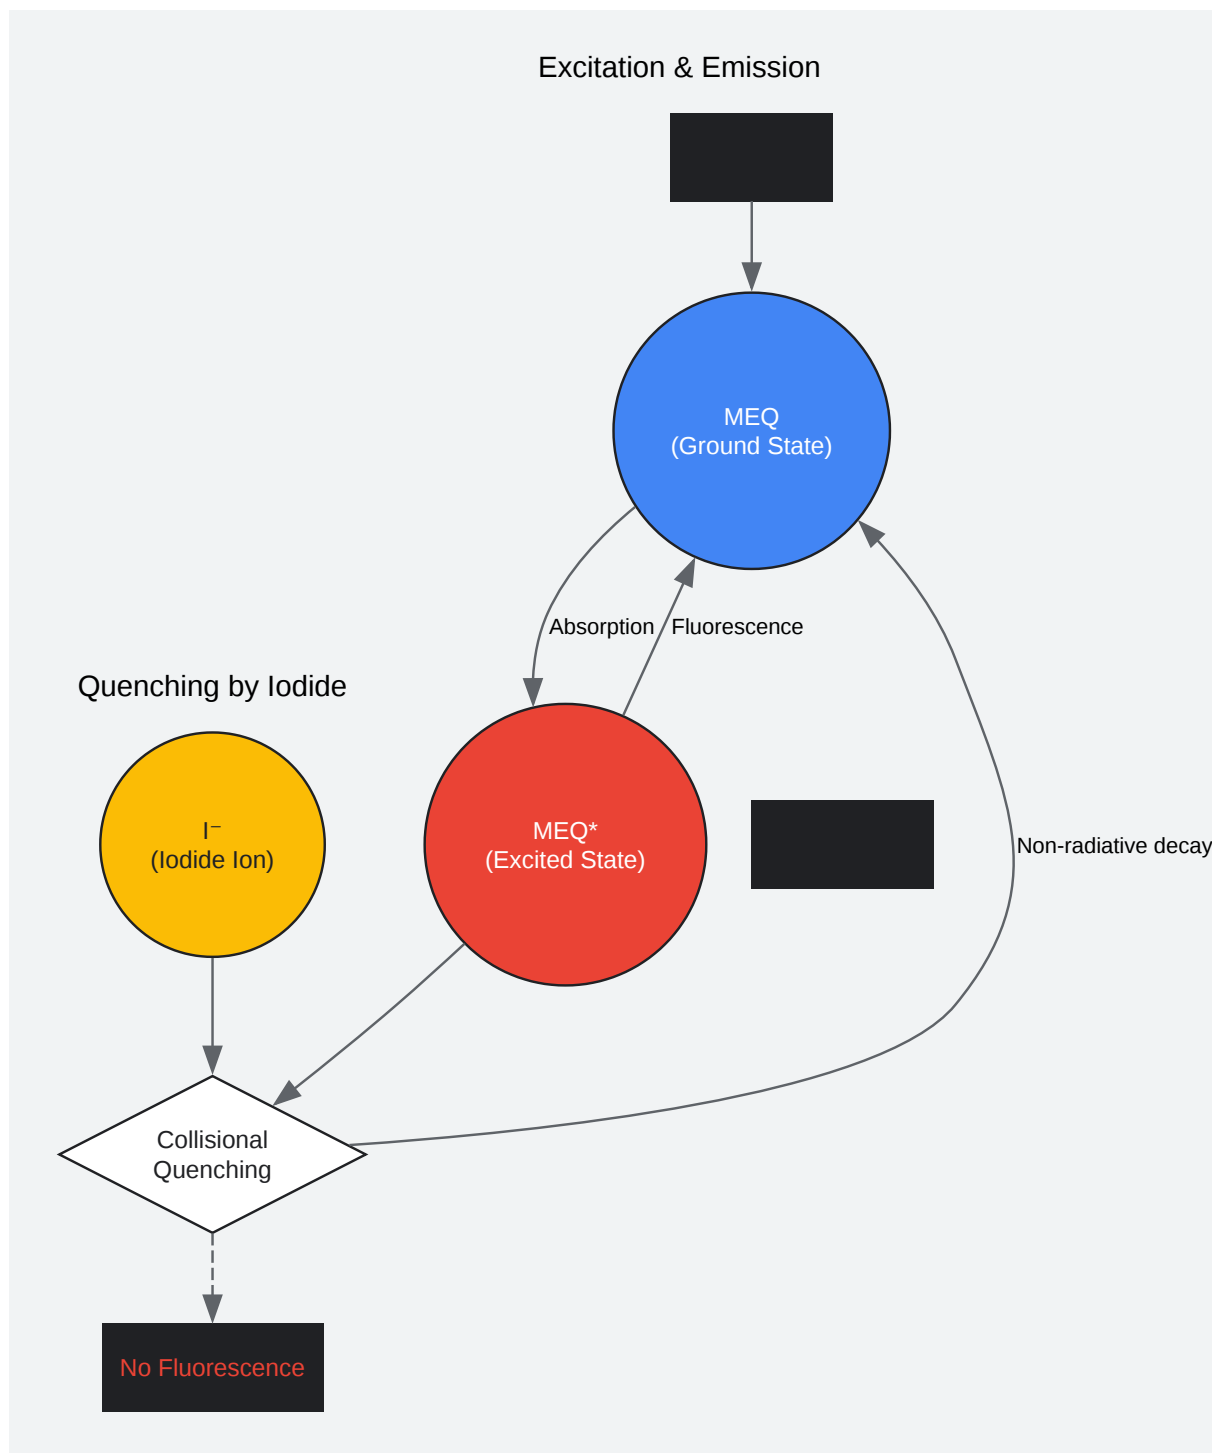 Excitation & Emission
MEQ
(Ground State)
Absorption
Fluorescence
Quenching by Iodide
I⁻
(Iodide Ion)
MEQ*
(Excited State)
Non-radiative decay
Collisional
Quenching
No Fluorescence